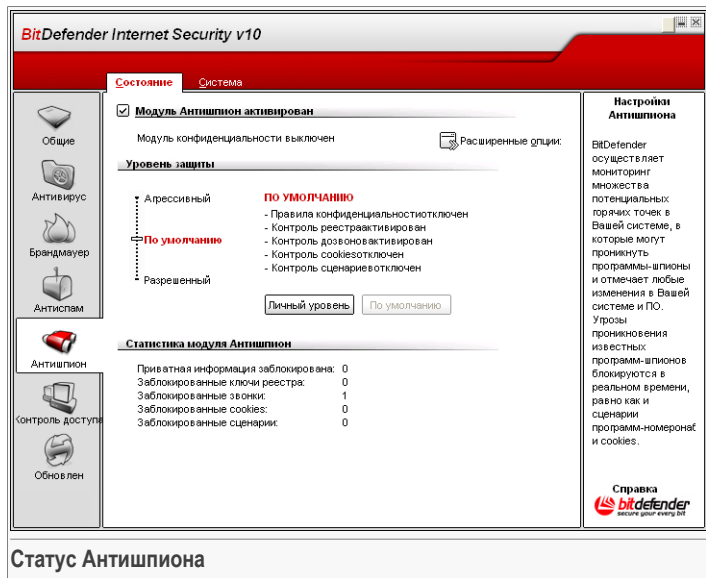 BitDefender Internet Security v10
Состояние
Система
Общие
Антивирус
Брандмауер
Антиспам
Антишпион
Контроль доступа
Обновлен
Модуль Антишпион активирован
Модуль конфиденциальности выключен
Расширенные опции:
Уровень защиты
Агрессивный
По умолчанию
Разрешенный
ПО УМОЛЧАНИЮ
- Правила конфиденциальностиотключен
- Контроль реестраактивирован
- Контроль дозвоновактивирован
- Контроль cookiesотключен
- Контроль сценариевотключен
Личный уровень
По умолчанию
Статистика модуля Антишпион
Приватная информация заблокирована: 0
Заблокированные ключи реестра: 0
Заблокированные звонки: 1
Заблокированные cookies: 0
Заблокированные сценарии: 0
Настройки
Антишпиона
BitDefender
осуществляет
мониторинг
множества
потенциальных
горячих точек в
Вашей системе, в
которые могут
проникнуть
программы-шпионы
и отмечает любые
изменения в Вашей
системе и ПО.
Угрозы
проникновения
известных
программ-шпионов
блокируются в
реальном времени,
равно как и
сценарии
программ-номеронаб
и cookies.
Справка
bitdefender
secure your every bit
Статус Антишпиона